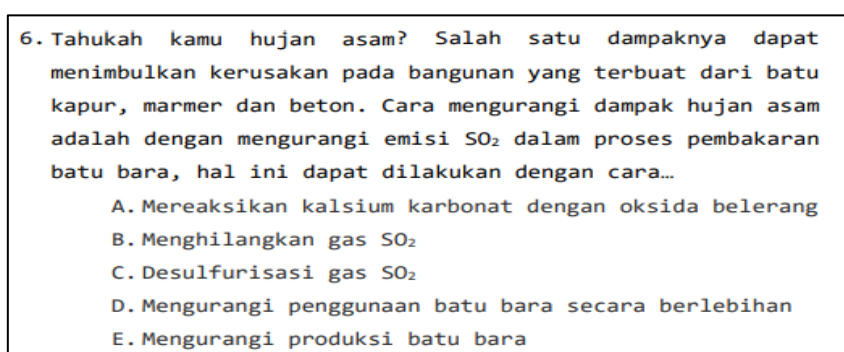 6. Tahukah kamu hujan asam? Salah satu dampaknya dapat
menimbulkan kerusakan pada bangunan yang terbuat dari batu
kapur, marmer dan beton. Cara mengurangi dampak hujan asam
adalah dengan mengurangi emisi SO₂ dalam proses pembakaran
batu bara, hal ini dapat dilakukan dengan cara…
A. Mereaksikan kalsium karbonat dengan oksida belerang
B. Menghilangkan gas SO₂
C. Desulfurisasi gas SO₂
D. Mengurangi penggunaan batu bara secara berlebihan
E. Mengurangi produksi batu bara